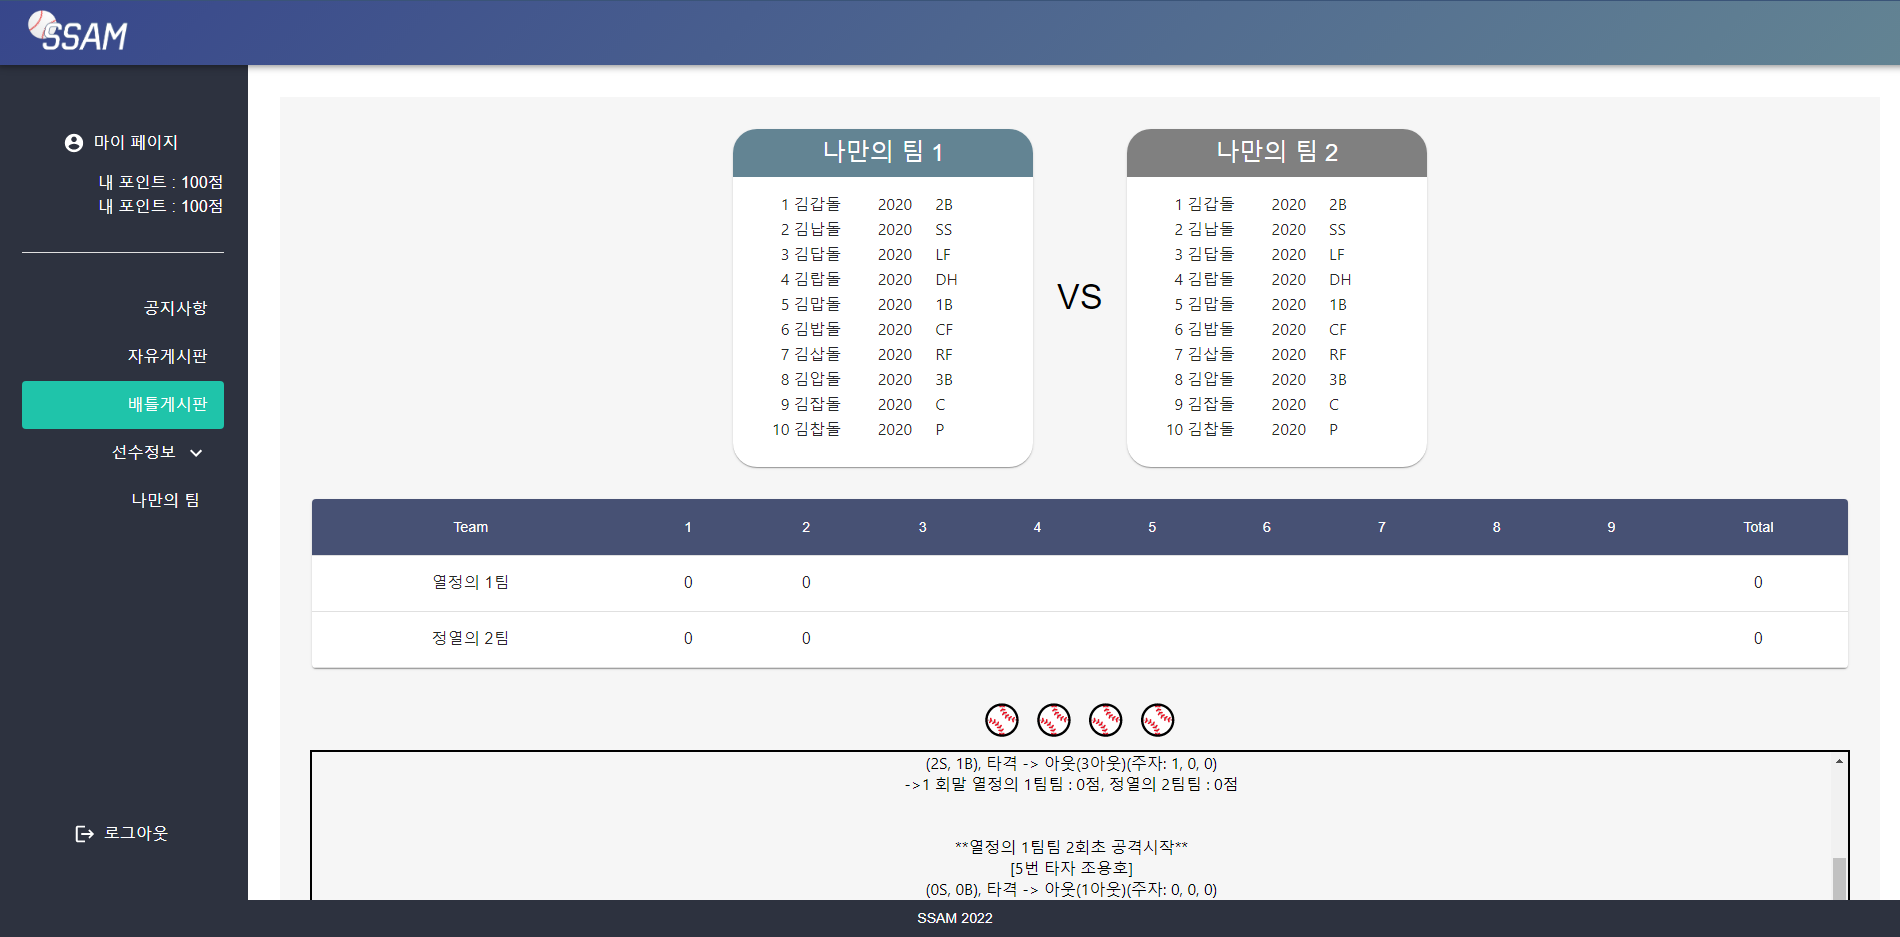 SSAM
마이 페이지
내 포인트 : 100점
내 포인트 : 100점
공지사항
자유게시판
배틀게시판
선수정보
나만의 팀
로그아웃
나만의 팀 1
1 김갑돌 2020 2B
2 김납돌 2020 SS
3 김답돌 2020 LF
4 김랍돌 2020 DH
5 김맙돌 2020 1B
6 김밥돌 2020 CF
7 김삽돌 2020 RF
8 김압돌 2020 3B
9 김잡돌 2020 C
10 김찹돌 2020 P
VS
나만의 팀 2
1 김갑돌 2020 2B
2 김납돌 2020 SS
3 김답돌 2020 LF
4 김랍돌 2020 DH
5 김맙돌 2020 1B
6 김밥돌 2020 CF
7 김삽돌 2020 RF
8 김압돌 2020 3B
9 김잡돌 2020 C
10 김찹돌 2020 P
Team 1 2 3 4 5 6 7 8 9 Total
열정의 1팀 0 0 0
정열의 2팀 0 0 0
(2S, 1B), 타격 -> 아웃(3아웃)(주자: 1, 0, 0)
->1 회말 열정의 1팀팀 : 0점, 정열의 2팀팀 : 0점
**열정의 1팀팀 2회초 공격시작**
[5번 타자 조용호]
(0S, 0B), 타격 -> 아웃(1아웃)(주자: 0, 0, 0)
SSAM 2022